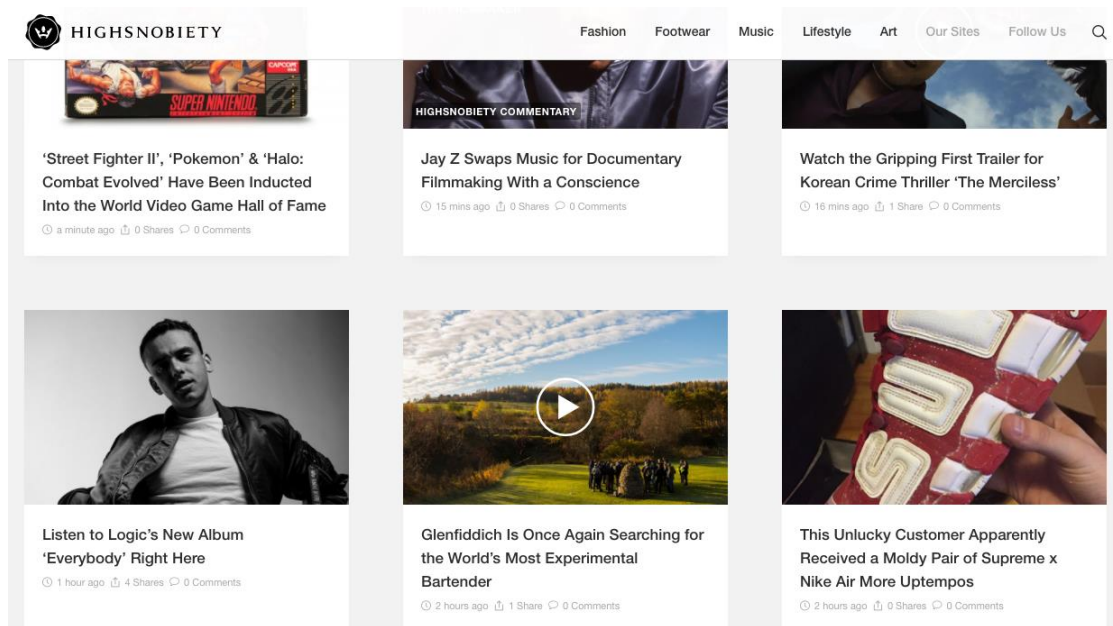 HIGHSNOBIETY
Fashion
Footwear
Music
Lifestyle
Art
Our Sites
Follow Us
CAPCOM
SUPER NINTENDO
HIGHSNOBIETY COMMENTARY
‘Street Fighter II’, ‘Pokemon’ & ‘Halo:
Combat Evolved’ Have Been Inducted
Into the World Video Game Hall of Fame
a minute ago 0 Shares 0 Comments
Jay Z Swaps Music for Documentary
Filmmaking With a Conscience
15 mins ago 0 Shares 0 Comments
Watch the Gripping First Trailer for
Korean Crime Thriller ‘The Merciless’
16 mins ago 1 Share 0 Comments
Listen to Logic’s New Album
‘Everybody’ Right Here
1 hour ago 4 Shares 0 Comments
Glenfiddich Is Once Again Searching for
the World’s Most Experimental
Bartender
2 hours ago 1 Share 0 Comments
SUP
This Unlucky Customer Apparently
Received a Moldy Pair of Supreme x
Nike Air More Uptempos
2 hours ago 0 Shares 0 Comments